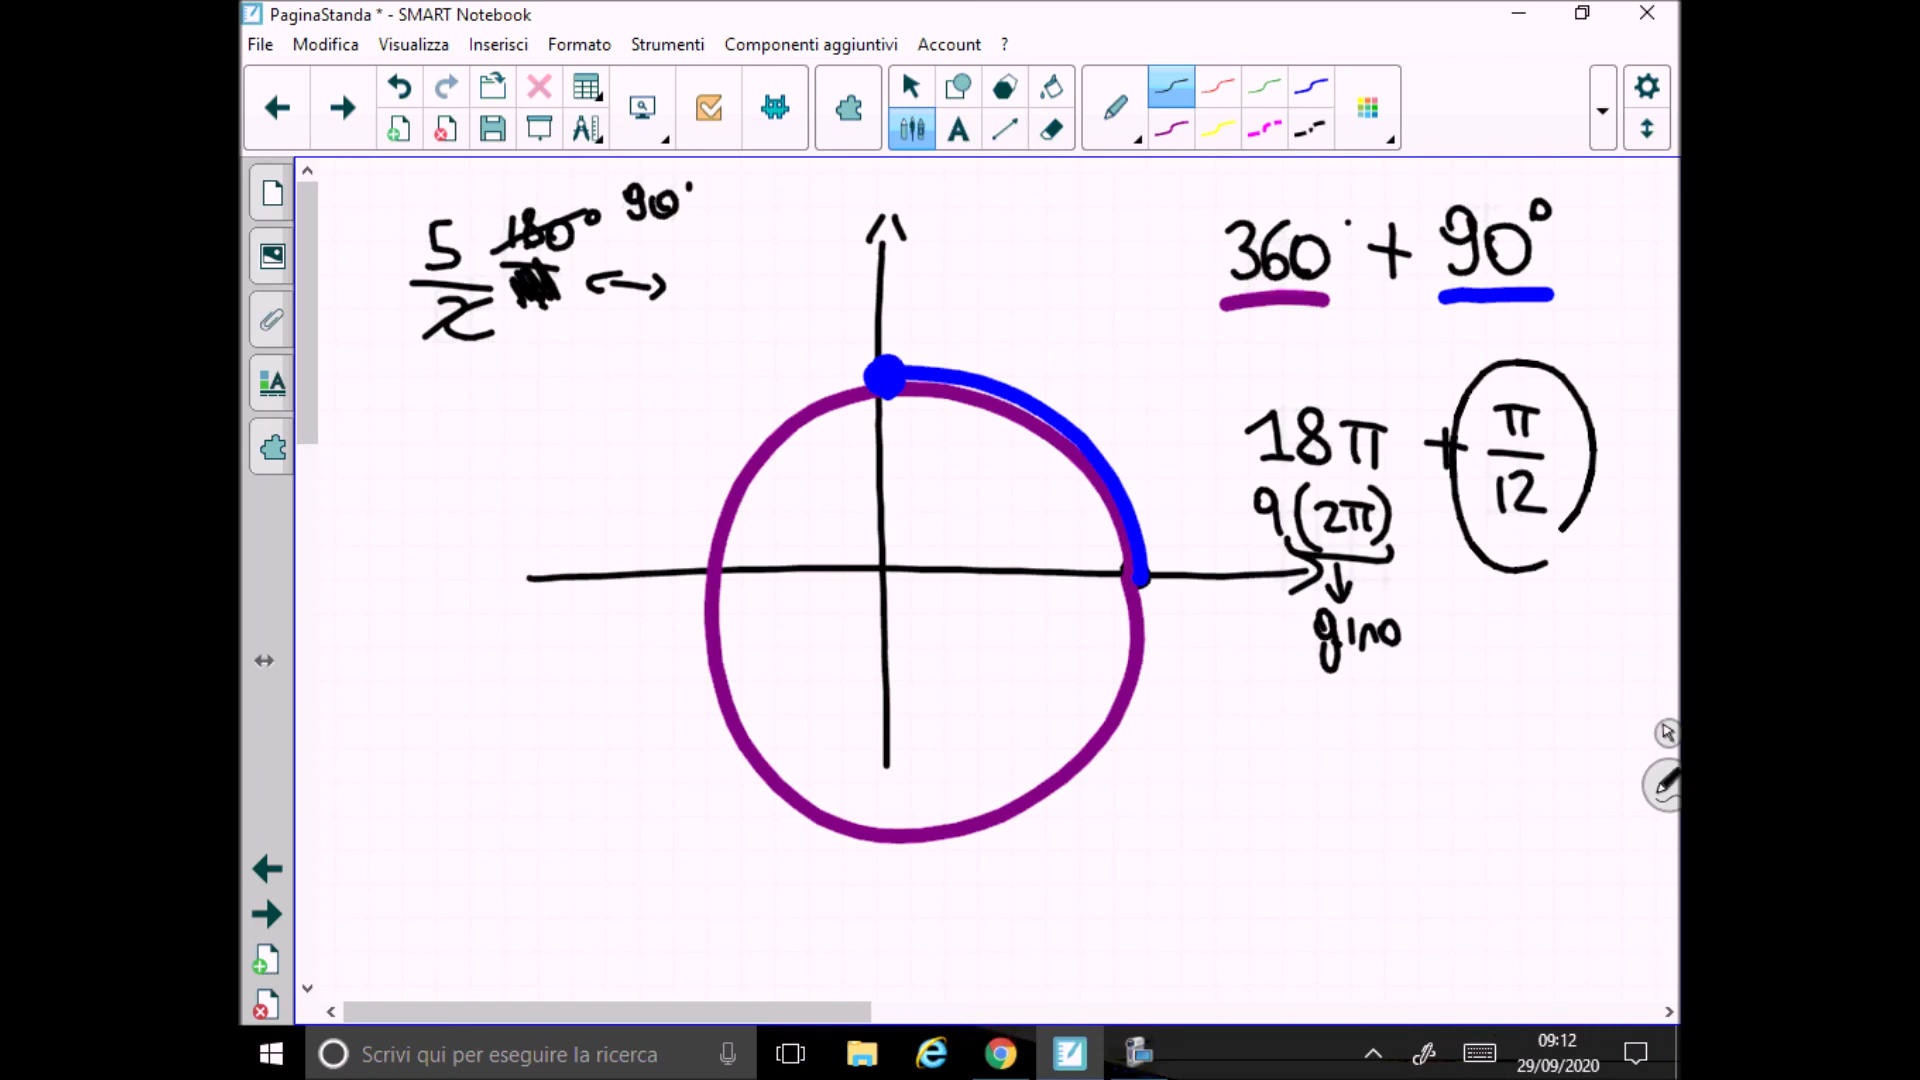 PaginaStanda * - SMART Notebook
File Modifica Visualizza Inserisci Formato Strumenti Componenti aggiuntivi Account ?
5/2 180° 90°
360° + 90°
18π + π/12
9(2π)
giro
Scrivi qui per eseguire la ricerca
09:12
29/09/2020